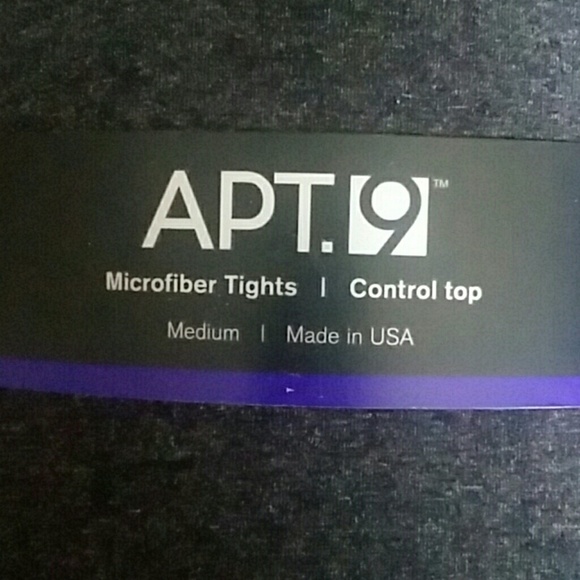 APT.9™
Microfiber Tights | Control top
Medium | Made in USA